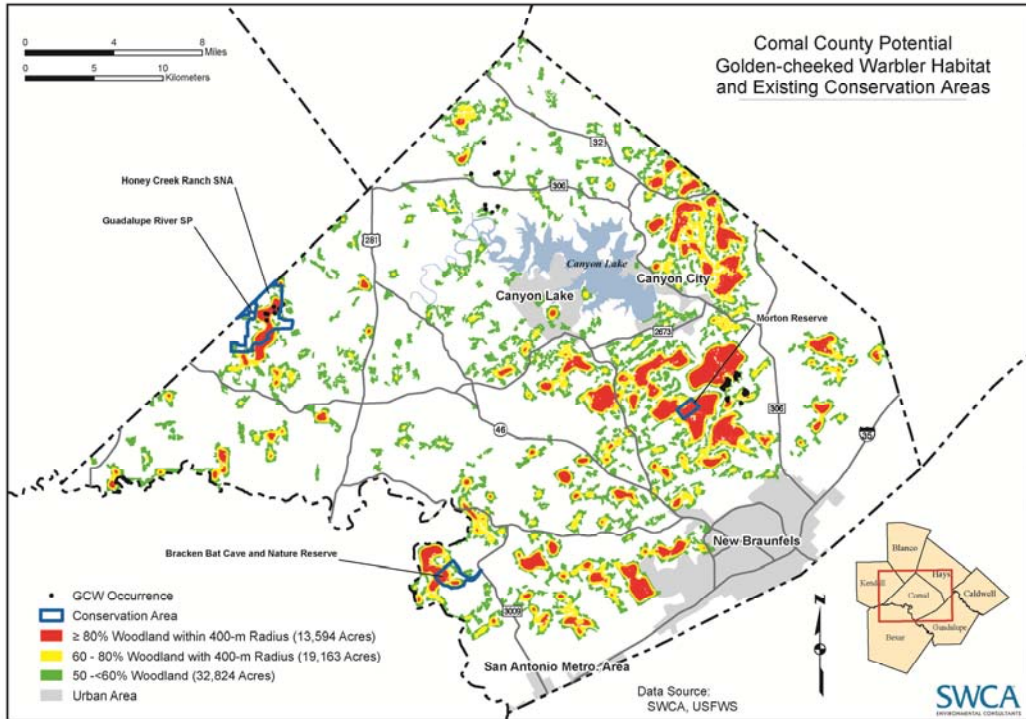 0 4 8
Miles
0 5 10
Kilometers
Comal County Potential
Golden-cheeked Warbler Habitat
and Existing Conservation Areas
Honey Creek Ranch SNA
Guadalupe River SP
32
306
281
Canyon Lake
Canyon City
Canyon Lake
2673
Morton Reserve
46
306
35
New Braunfels
Bracken Bat Cave and Nature Reserve
3009
San Antonio Metro. Area
GCW Occurrence
Conservation Area
≥ 80% Woodland within 400-m Radius (13,594 Acres)
60 - 80% Woodland with 400-m Radius (19,163 Acres)
50 -<60% Woodland (32,824 Acres)
Urban Area
Data Source:
SWCA, USFWS
N
Blanco
Hays
Kendall
Comal
Caldwell
Guadalupe
Bexar
SWCA
ENVIRONMENTAL CONSULTANTS